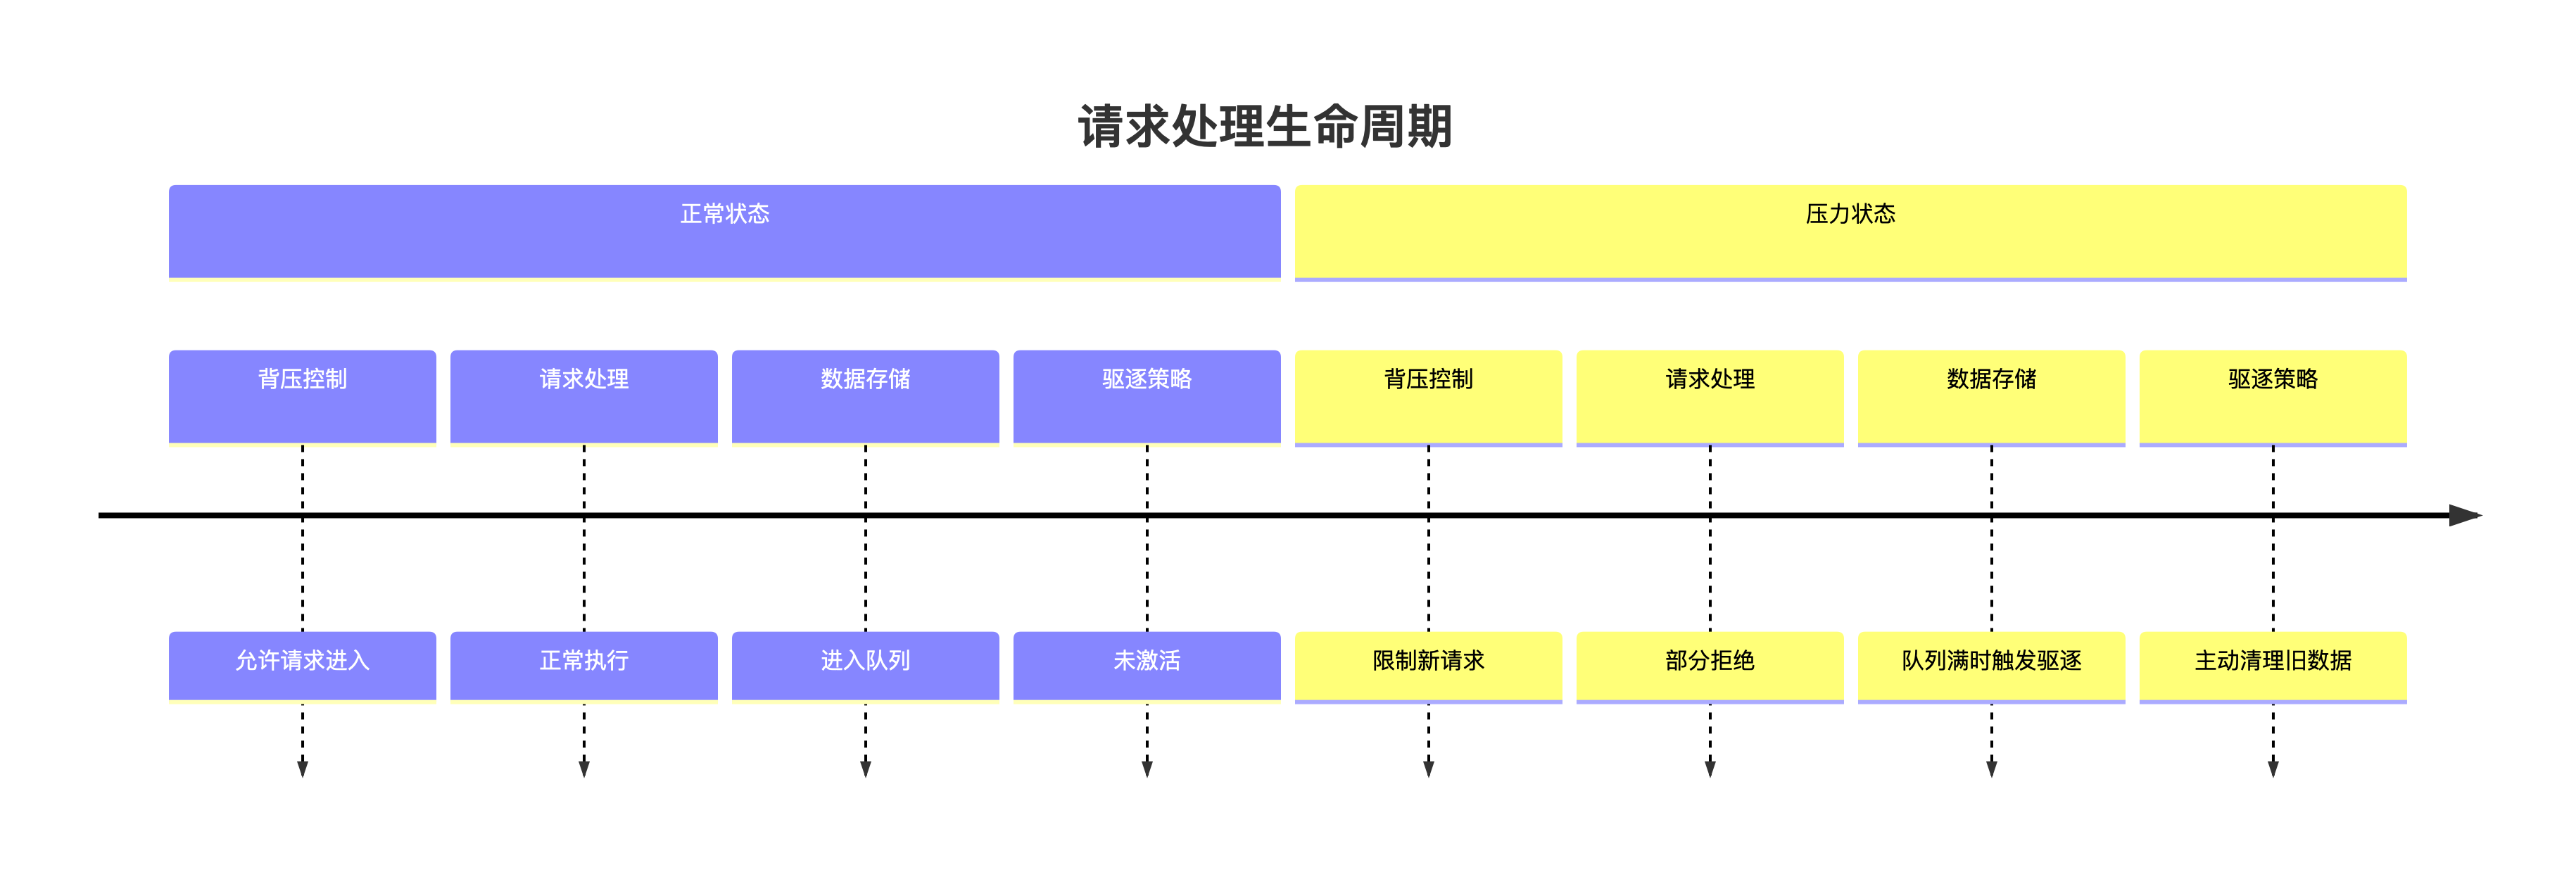 请求处理生命周期
正常状态
压力状态
背压控制
请求处理
数据存储
驱逐策略
背压控制
请求处理
数据存储
驱逐策略
允许请求进入
正常执行
进入队列
未激活
限制新请求
部分拒绝
队列满时触发驱逐
主动清理旧数据